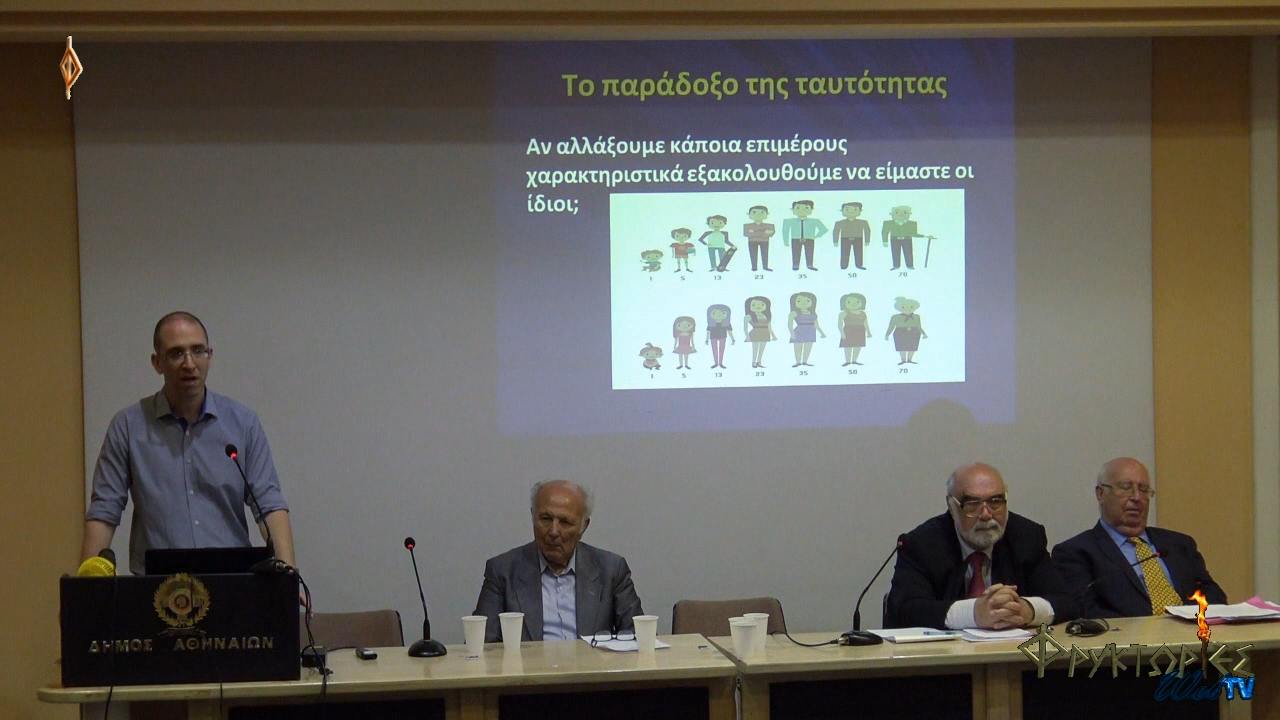 Το παράδοξο της ταυτότητας
Αν αλλάξουμε κάποια επιμέρους
χαρακτηριστικά εξακολουθούμε να είμαστε οι
ίδιοι;
1 5 13 23 35 50 70
1 5 13 23 35 50 70
ΔΗΜΟΣ ΑΘΗΝΑΙΩΝ
ΦΡΥΚΤΩΡΙΕΣ
Web TV